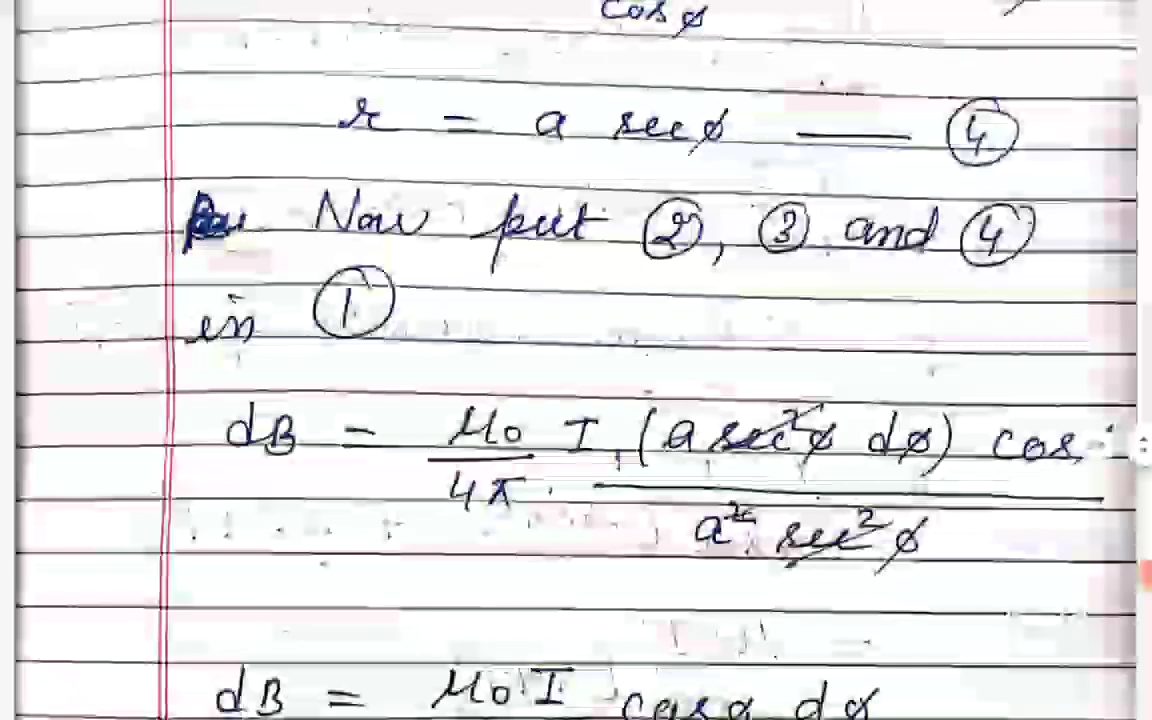 cos φ
r = a sec φ —— ④
Now put ②, ③ and ④
in ①
dB = μ₀/4π · I (a sec²φ dφ) cos / a² sec²φ
dB = μ₀ I cos φ dφ